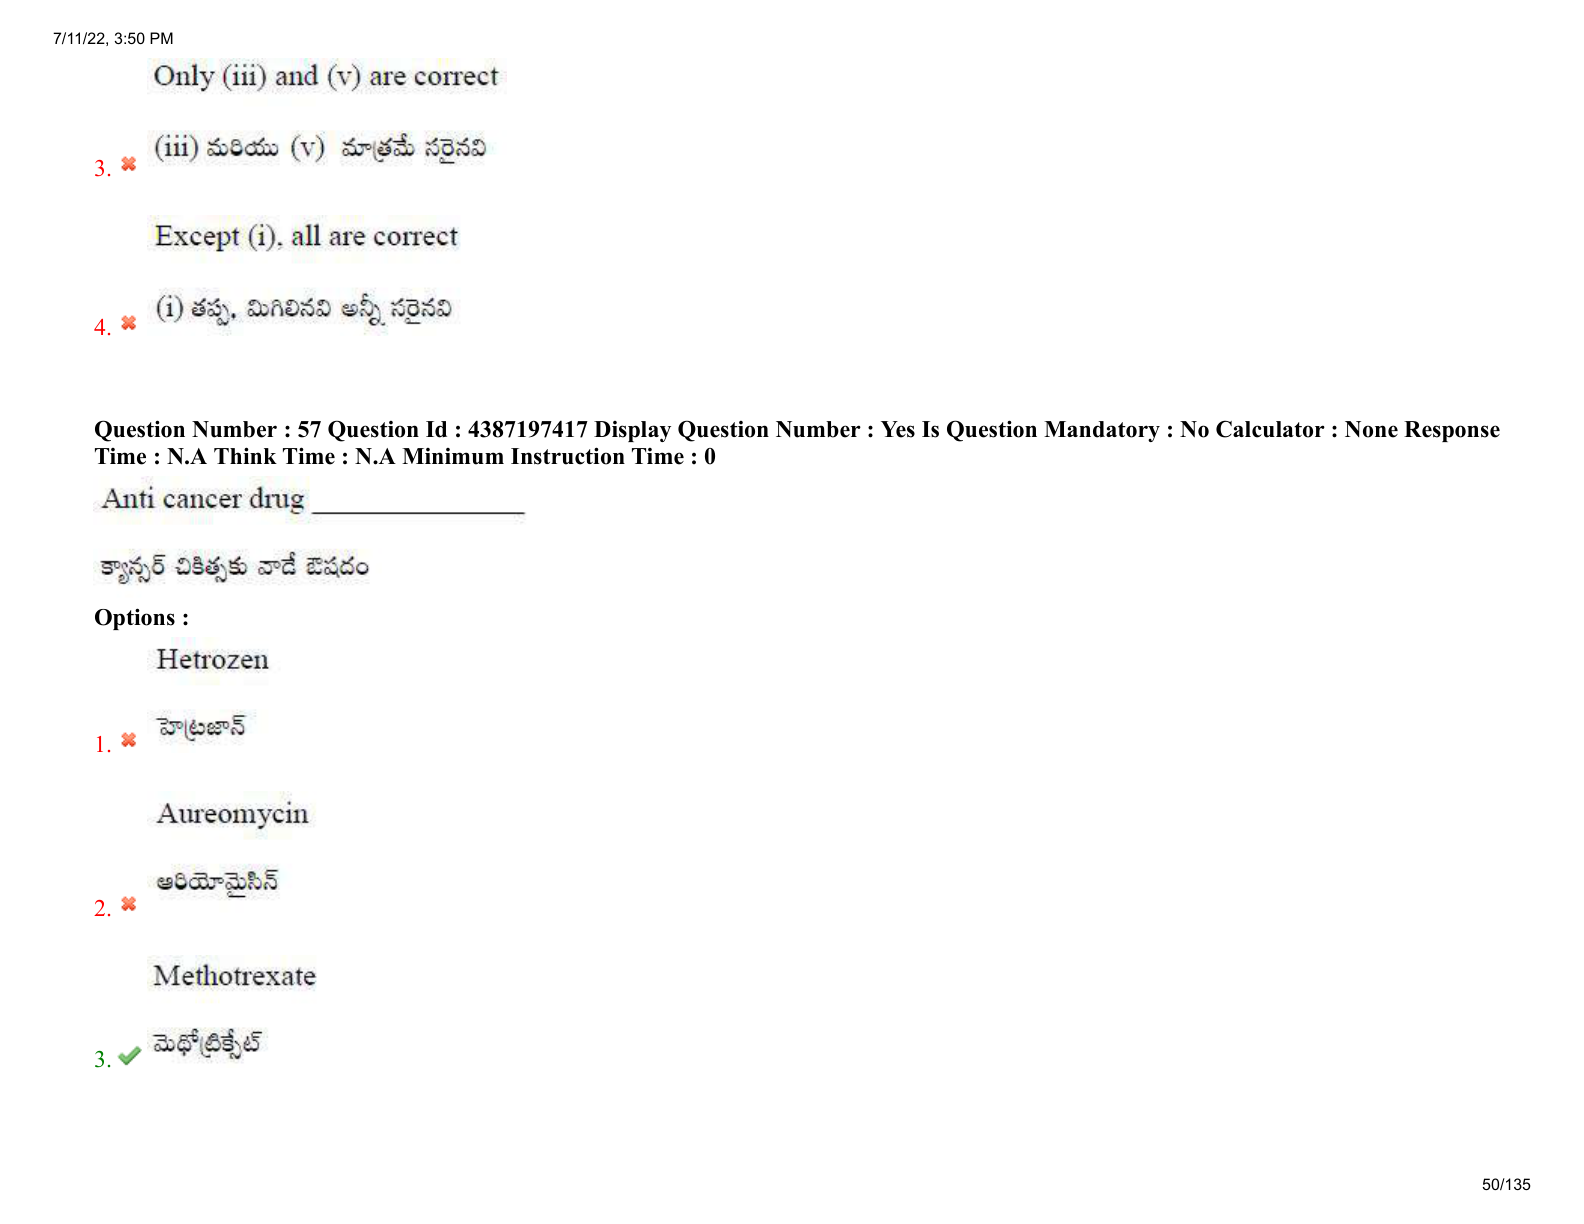 7/11/22, 3:50 PM
Only (iii) and (v) are correct
(iii) మరియు (v) మాత్రమే సరైనవి
3.
Except (i), all are correct
(i) తప్ప, మిగిలినవి అన్నీ సరైనవి
4.
Question Number : 57 Question Id : 4387197417 Display Question Number : Yes Is Question Mandatory : No Calculator : None Response
Time : N.A Think Time : N.A Minimum Instruction Time : 0
Anti cancer drug _______________
క్యాన్సర్ చికిత్సకు వాడే ఔషదం
Options :
Hetrozen
హెట్రజాన్
1.
Aureomycin
ఆరియోమైసిన్
2.
Methotrexate
మెథోట్రిక్సేట్
3.
50/135